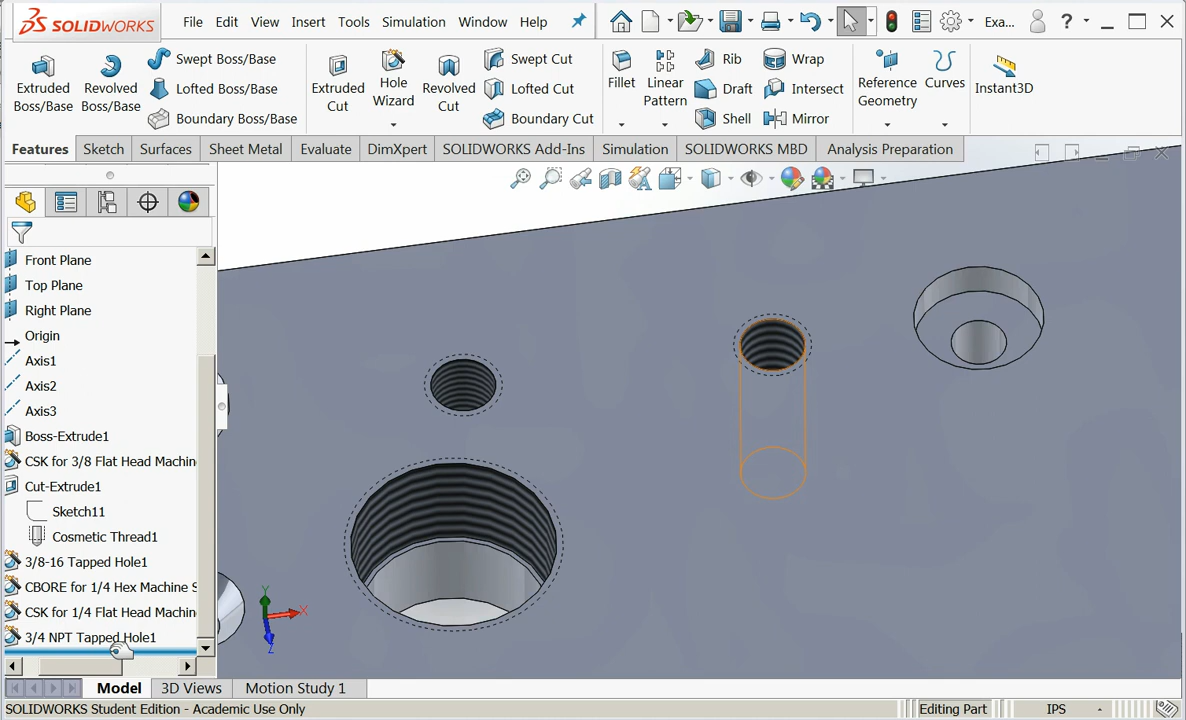 SOLIDWORKS File Edit View Insert Tools Simulation Window Help Exa... ?
Extruded Boss/Base
Revolved Boss/Base
Swept Boss/Base
Lofted Boss/Base
Boundary Boss/Base
Extruded Cut
Hole Wizard
Revolved Cut
Swept Cut
Lofted Cut
Boundary Cut
Fillet
Linear Pattern
Rib
Draft
Shell
Wrap
Intersect
Mirror
Reference Geometry
Curves
Instant3D
Features Sketch Surfaces Sheet Metal Evaluate DimXpert SOLIDWORKS Add-Ins Simulation SOLIDWORKS MBD Analysis Preparation
Front Plane
Top Plane
Right Plane
Origin
Axis1
Axis2
Axis3
Boss-Extrude1
CSK for 3/8 Flat Head Machin
Cut-Extrude1
Sketch11
Cosmetic Thread1
3/8-16 Tapped Hole1
CBORE for 1/4 Hex Machine S
CSK for 1/4 Flat Head Machin
3/4 NPT Tapped Hole1
Y
X
Z
Model 3D Views Motion Study 1
SOLIDWORKS Student Edition - Academic Use Only Editing Part IPS